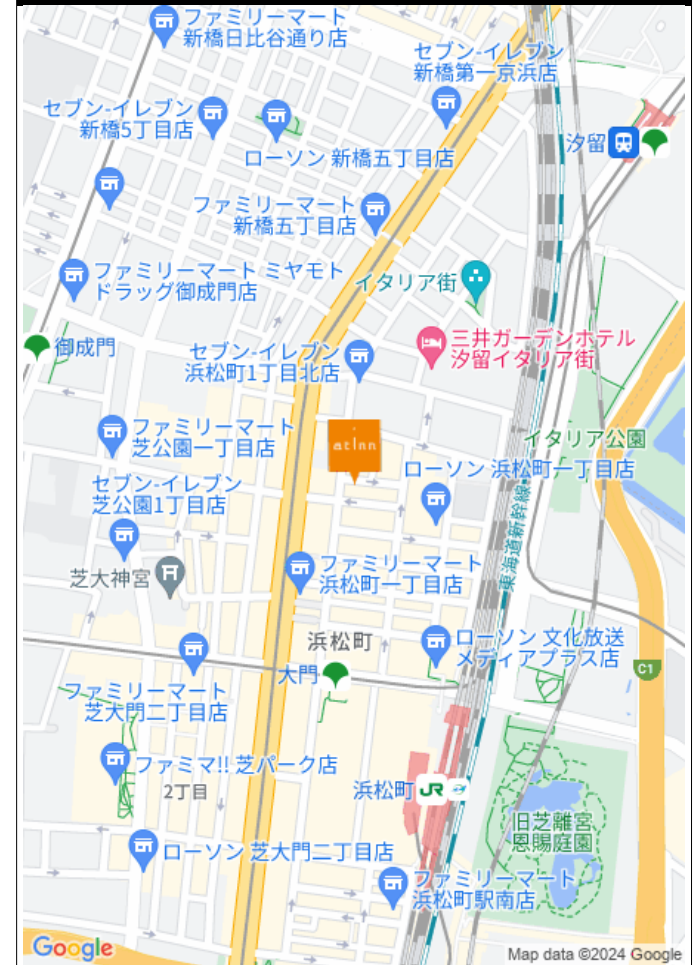 ファミリーマート
新橋日比谷通り店
セブン-イレブン
新橋第一京浜店
セブン-イレブン
新橋5丁目店
ローソン 新橋五丁目店
汐留
ファミリーマート
新橋五丁目店
ファミリーマート ミヤモト
ドラッグ御成門店
イタリア街
御成門
セブン-イレブン
浜松町1丁目北店
三井ガーデンホテル
汐留イタリア街
ファミリーマート
芝公園一丁目店
at Inn
イタリア公園
ローソン 浜松町一丁目店
セブン-イレブン
芝公園1丁目店
東海道新幹線
芝大神宮
ファミリーマート
浜松町一丁目店
浜松町
ローソン 文化放送
メディアプラス店
大門
C1
ファミリーマート
芝大門二丁目店
ファミマ!! 芝パーク店
2丁目
浜松町
JR
旧芝離宮
恩賜庭園
ローソン 芝大門二丁目店
ファミリーマート
浜松町駅南店
Google
Map data ©2024 Google